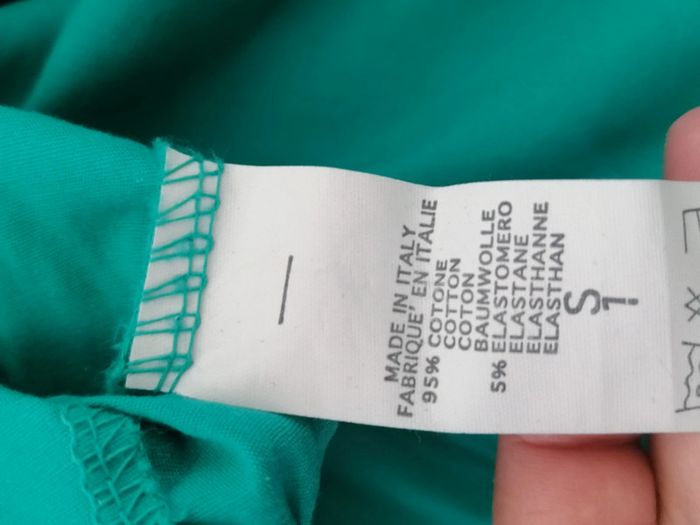 MADE IN ITALY
FABRIQUE' EN ITALIE
95% COTONE
COTTON
COTON
BAUMWOLLE
5% ELASTOMERO
ELASTANE
ELASTHANNE
ELASTHAN
S
1